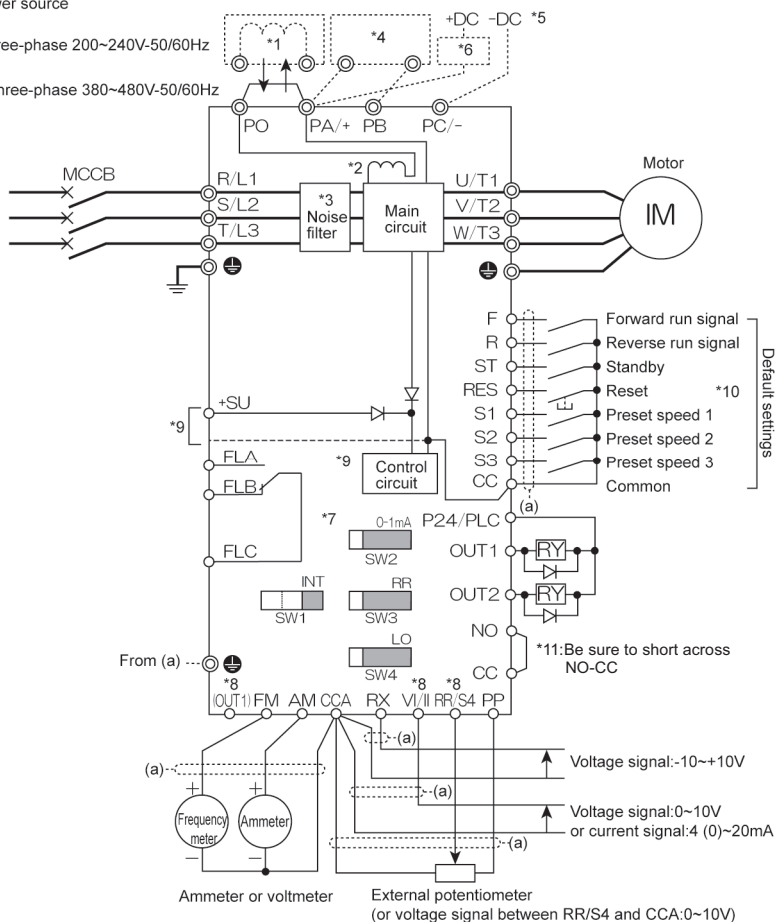 ree-phase 200~240V-50/60Hz
hree-phase 380~480V-50/60Hz
*1
*4
+DC -DC *5
*6
PO PA/+ PB PC/-
MCCB
R/L1
S/L2
T/L3
*2
*3
Noise
filter
Main
circuit
U/T1
V/T2
W/T3
Motor
IM
F Forward run signal
R Reverse run signal
ST Standby
RES Reset
S1 Preset speed 1
S2 Preset speed 2
S3 Preset speed 3
CC Common
*10
Default settings
(a)
+SU
*9
FLA
FLB
FLC
*9
Control
circuit
*7
0-1mA
SW2
INT
SW1
RR
SW3
LO
SW4
P24/PLC
OUT1
RY
OUT2
RY
NO
CC
*11:Be sure to short across
NO-CC
From (a)
*8 *8 *8
(OUT1) FM AM CCA RX VI/II RR/S4 PP
(a)
Voltage signal:-10~+10V
(a)
(a)
Voltage signal:0~10V
or current signal:4 (0)~20mA
(a)
+ +
Frequency
meter
Ammeter
− −
Ammeter or voltmeter
External potentiometer
(or voltage signal between RR/S4 and CCA:0~10V)